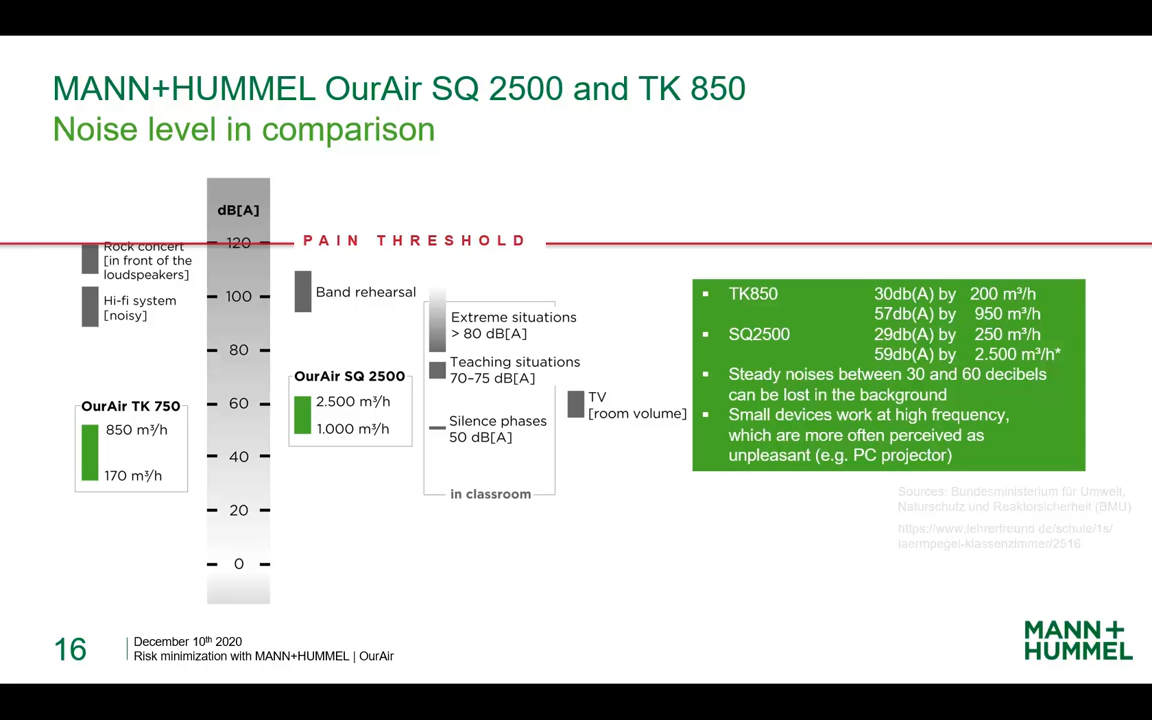 MANN+HUMMEL OurAir SQ 2500 and TK 850
Noise level in comparison
dB[A]
120
100
80
60
40
20
0
PAIN THRESHOLD
Rock concert
[in front of the
loudspeakers]
Hi-fi system
[noisy]
OurAir TK 750
850 m³/h
170 m³/h
Band rehearsal
OurAir SQ 2500
2.500 m³/h
1.000 m³/h
Extreme situations
> 80 dB[A]
Teaching situations
70–75 dB[A]
Silence phases
50 dB[A]
in classroom
TV
[room volume]
▪ TK850 30db(A) by 200 m³/h
57db(A) by 950 m³/h
▪ SQ2500 29db(A) by 250 m³/h
59db(A) by 2.500 m³/h*
▪ Steady noises between 30 and 60 decibels
can be lost in the background
▪ Small devices work at high frequency,
which are more often perceived as
unpleasant (e.g. PC projector)
Sources: Bundesministerium für Umwelt,
Naturschutz und Reaktorsicherheit (BMU)
https://www.lehrerfreund.de/schule/1s/
laermpegel-klassenzimmer/2516
16
December 10th 2020
Risk minimization with MANN+HUMMEL | OurAir
MANN+
HUMMEL